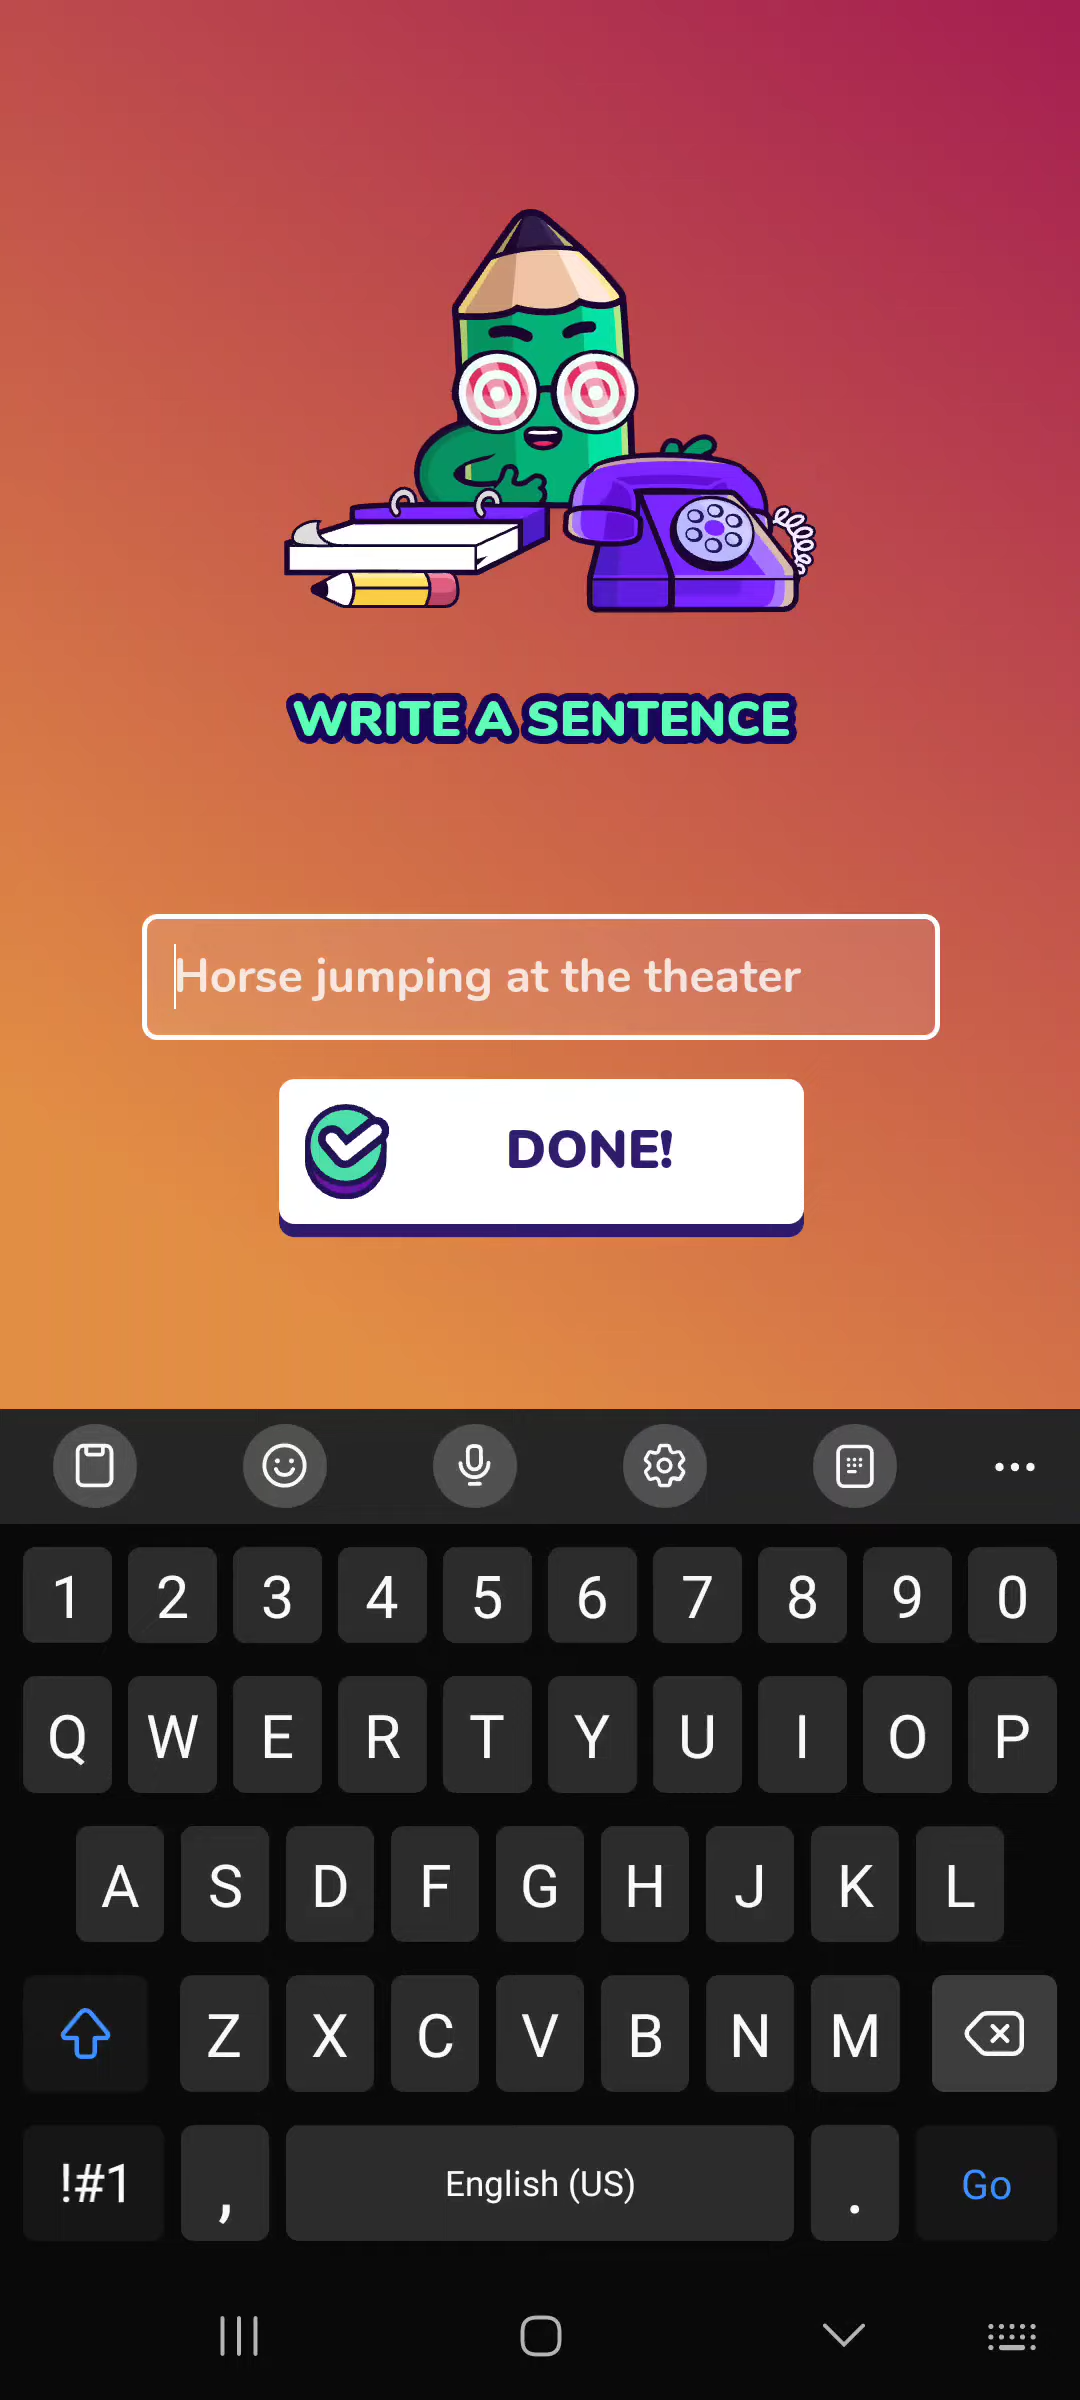 WRITE A SENTENCE
Horse jumping at the theater
DONE!
1 2 3 4 5 6 7 8 9 0
Q W E R T Y U I O P
A S D F G H J K L
Z X C V B N M
!#1 , English (US) . Go